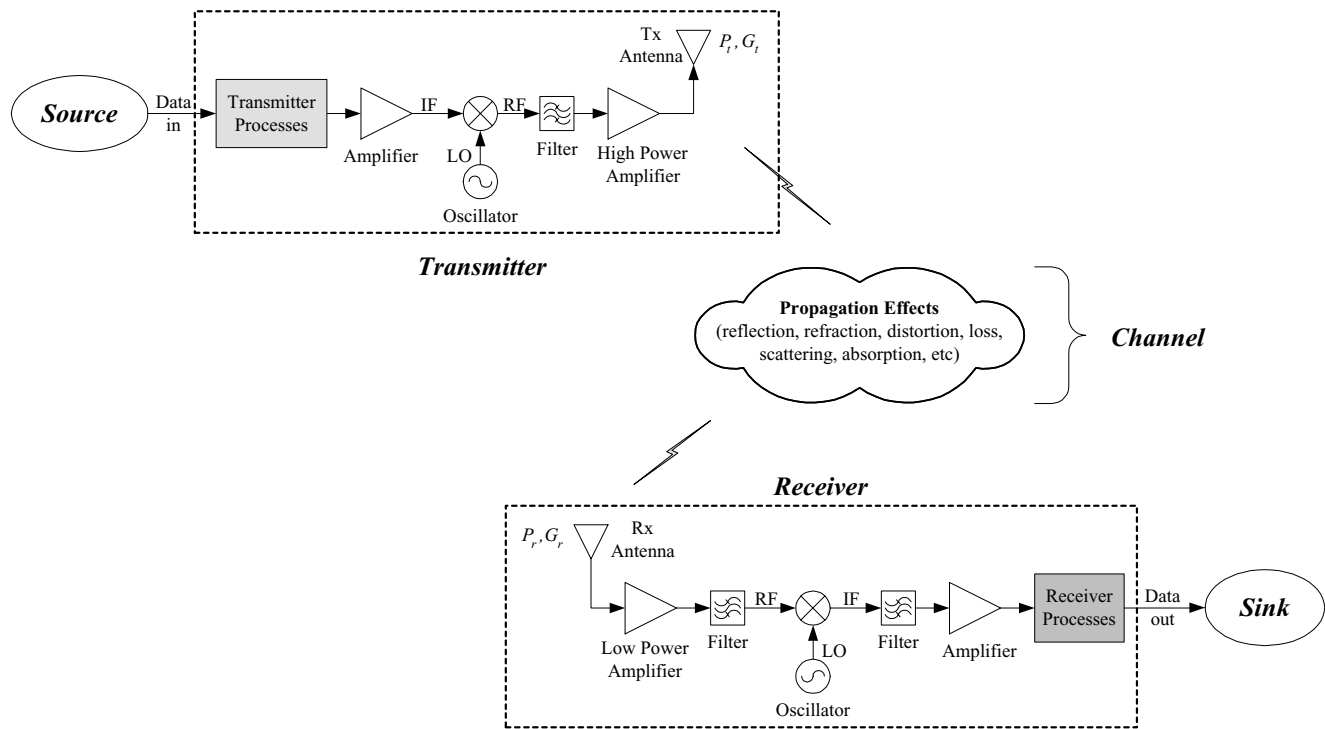 Tx
Antenna
P_t, G_t
Source
Data
in
Transmitter
Processes
IF
RF
Amplifier
LO
Filter
High Power
Amplifier
Oscillator
Transmitter
Propagation Effects
(reflection, refraction, distortion, loss,
scattering, absorption, etc)
Channel
Receiver
P_r, G_r
Rx
Antenna
RF
IF
Receiver
Processes
Data
out
Sink
Low Power
Amplifier
Filter
LO
Filter
Amplifier
Oscillator